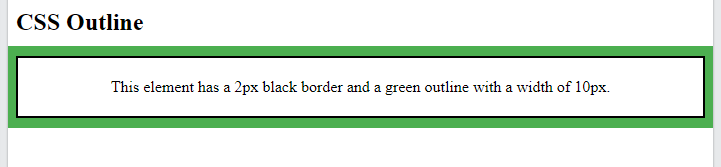 CSS Outline
This element has a 2px black border and a green outline with a width of 10px.